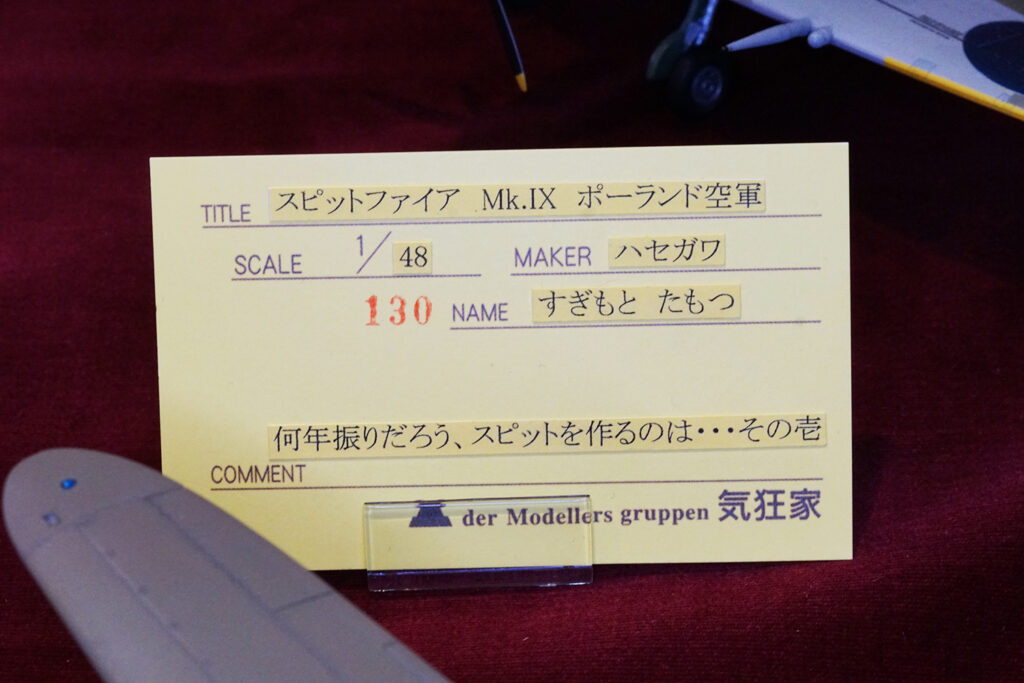 TITLE スピットファイア Mk.IX ポーランド空軍
SCALE 1/48 MAKER ハセガワ
130 NAME すぎもと たもつ
何年振りだろう、スピットを作るのは・・・その壱
COMMENT
der Modellers gruppen 気狂家